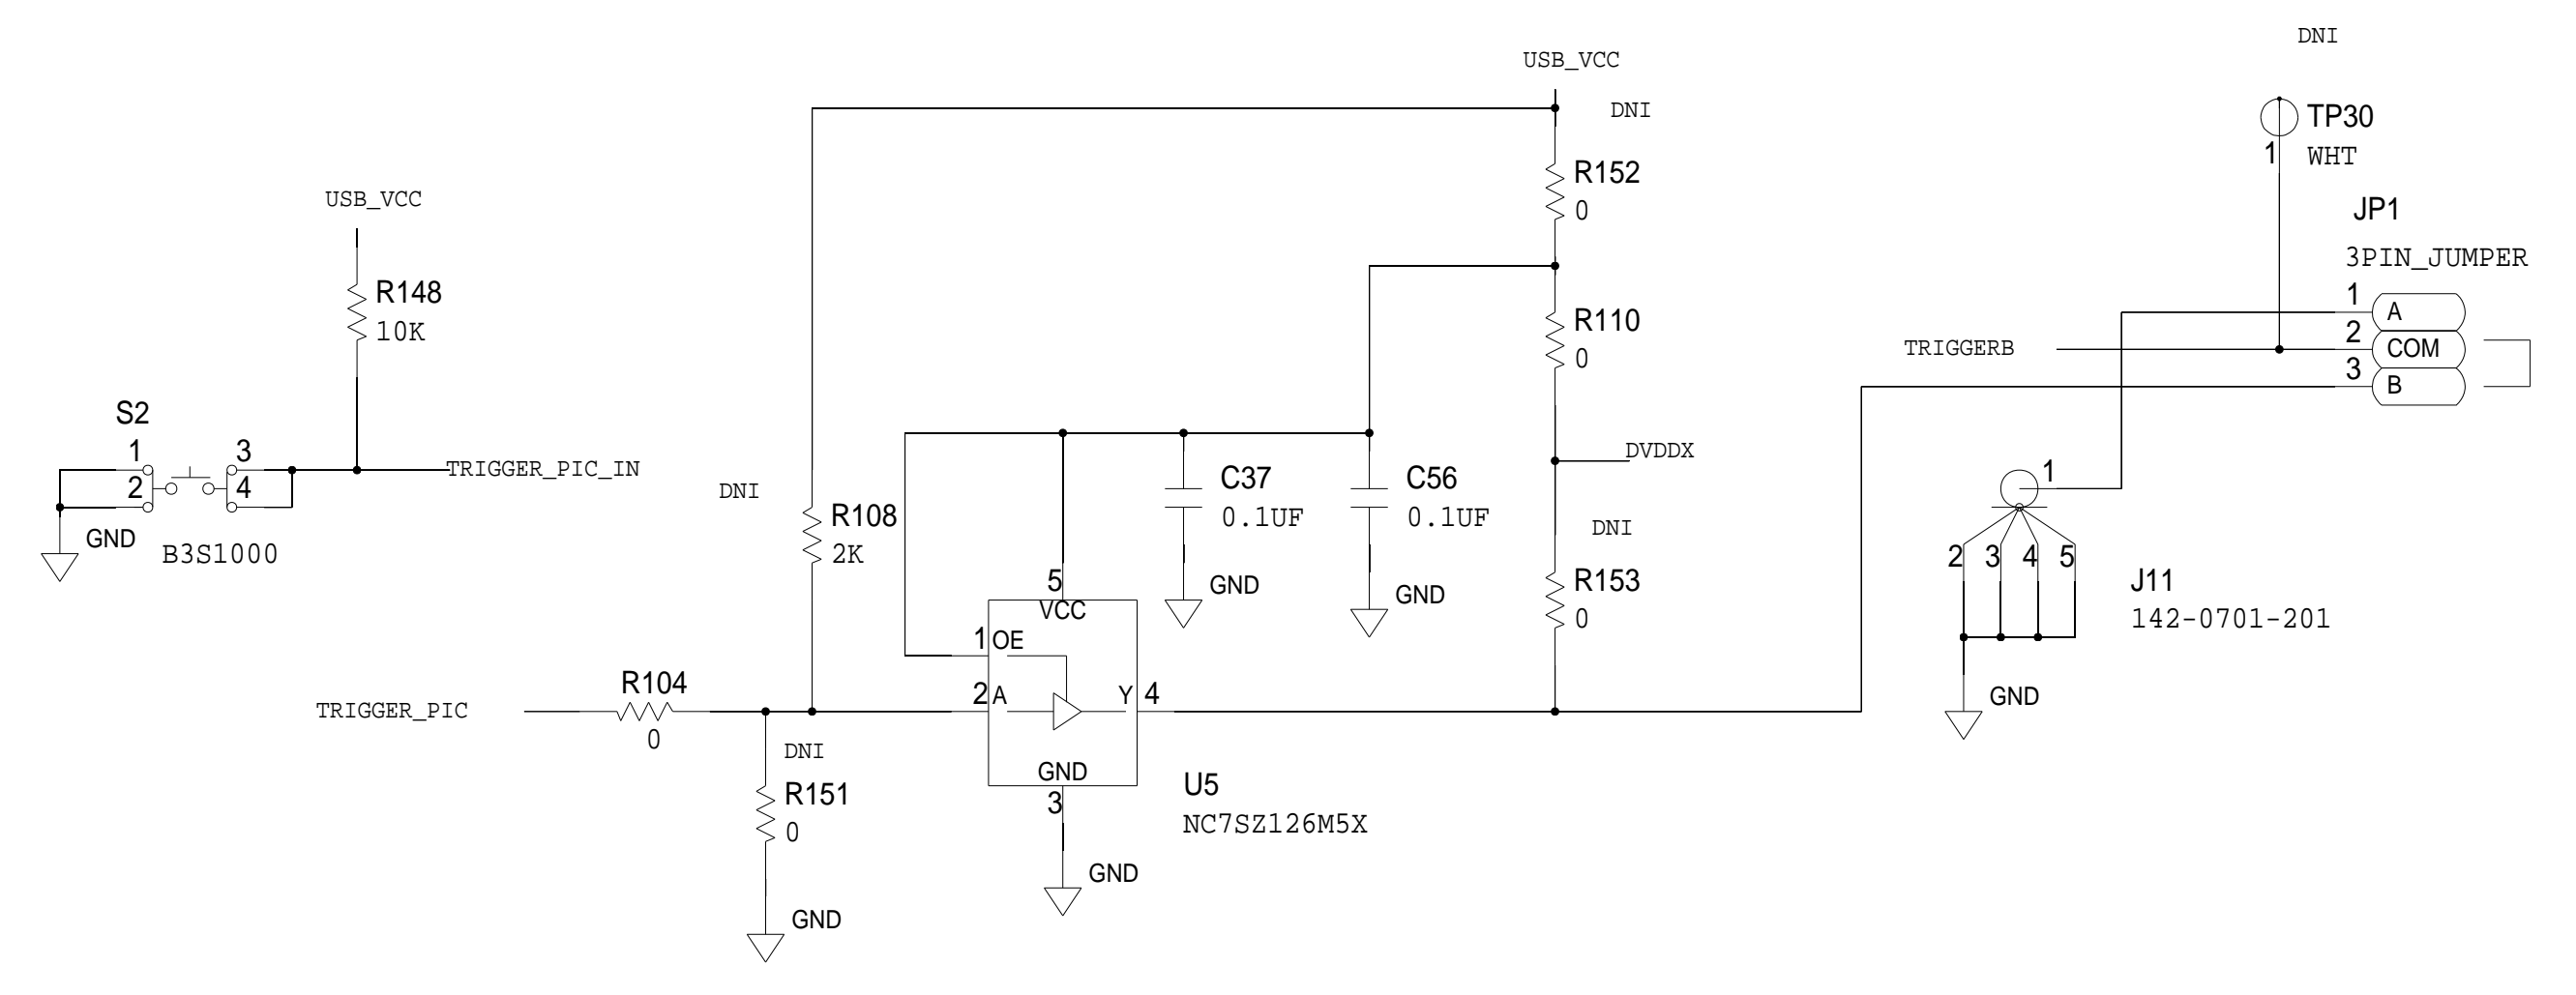 DNI
USB_VCC
DNI
TP30
1
WHT
R152
0
USB_VCC
JP1
3PIN_JUMPER
R148
10K
1 A
2 COM
3 B
R110
0
TRIGGERB
S2
1 3
2 4
TRIGGER_PIC_IN
GND
B3S1000
DVDDX
DNI
R108
2K
C37
0.1UF
GND
C56
0.1UF
GND
DNI
R153
0
1
2 3 4 5
J11
142-0701-201
GND
5
VCC
1 OE
2 A
Y 4
GND
3
U5
NC7SZ126M5X
GND
TRIGGER_PIC
R104
0
DNI
R151
0
GND